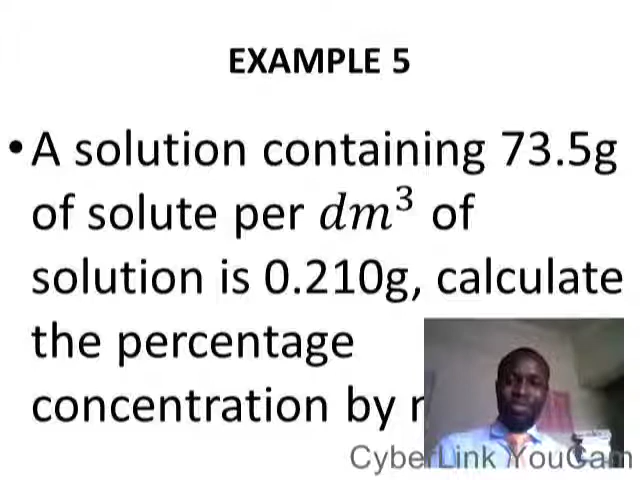 EXAMPLE 5
•A solution containing 73.5g
of solute per dm³ of
solution is 0.210g, calculate
the percentage
concentration by
CyberLink YouCam